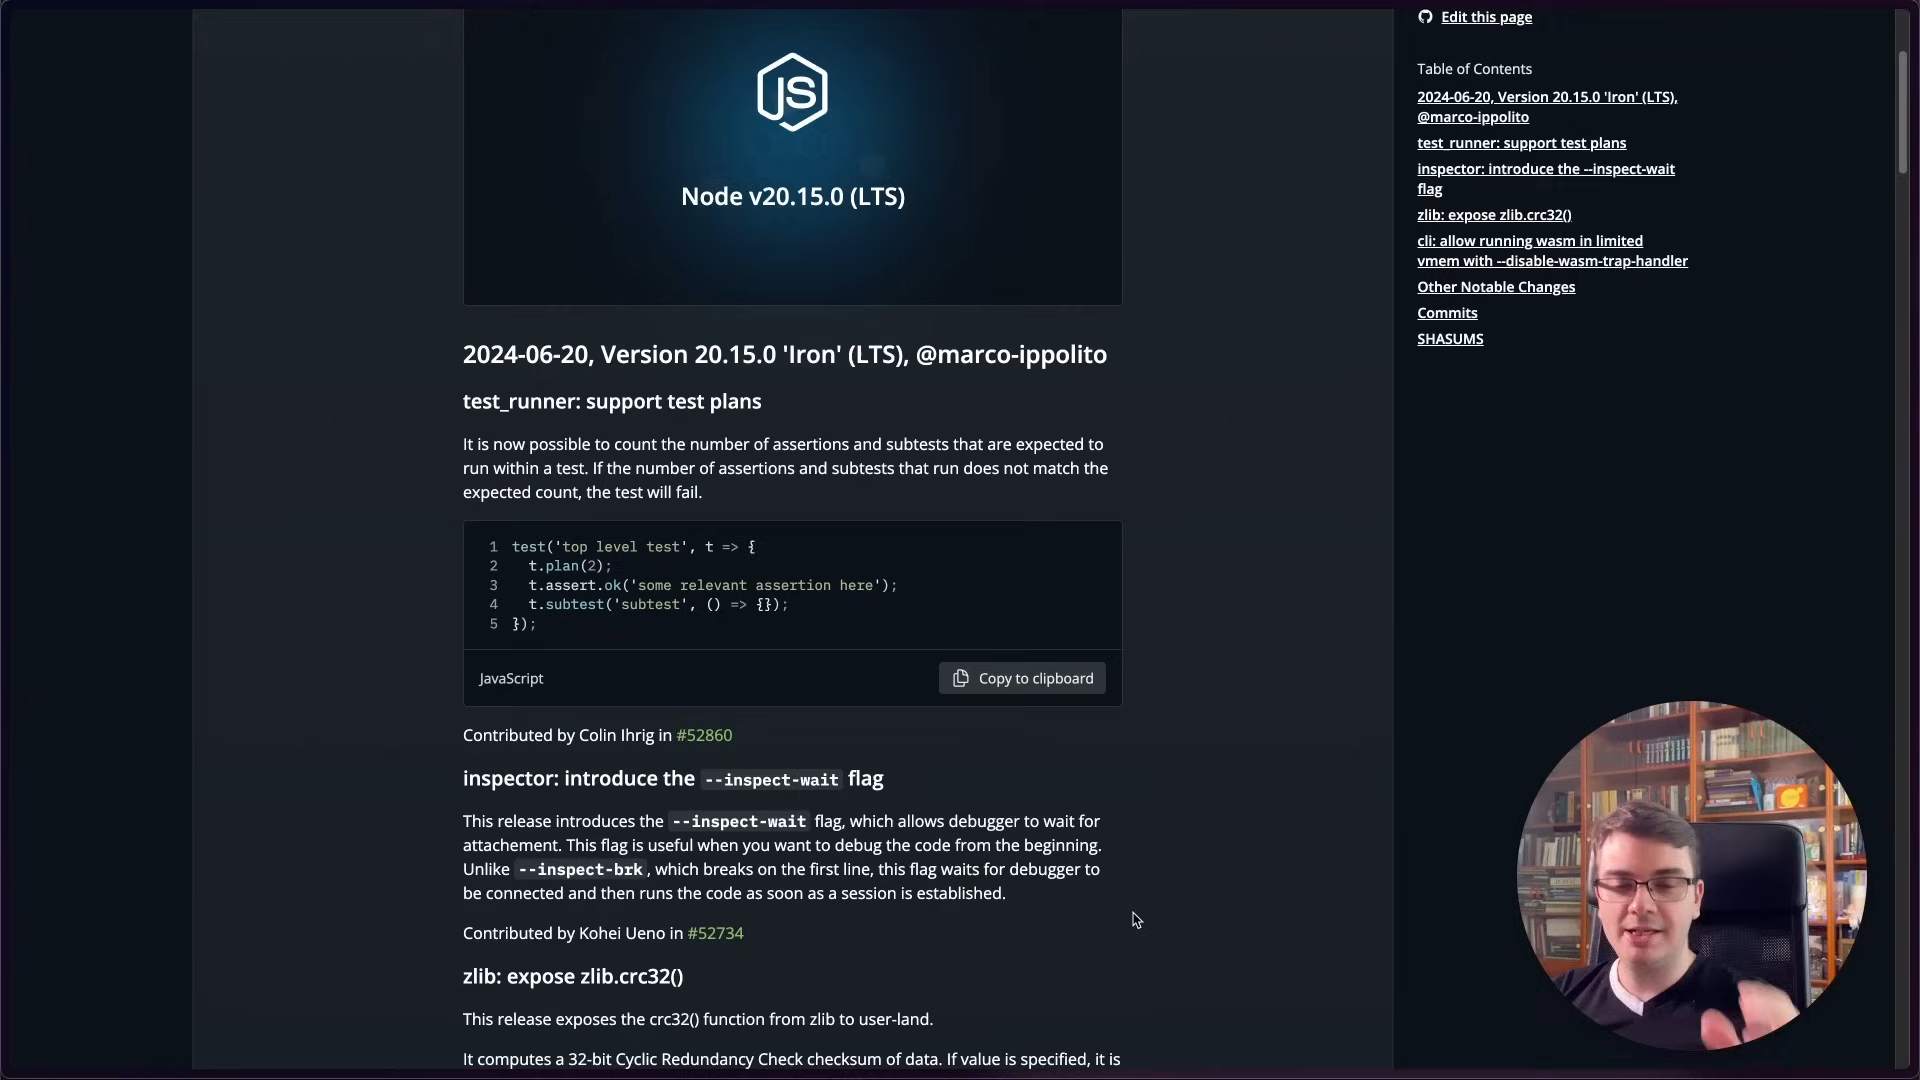 JS
Node v20.15.0 (LTS)
2024-06-20, Version 20.15.0 'Iron' (LTS), @marco-ippolito
test_runner: support test plans
It is now possible to count the number of assertions and subtests that are expected to
run within a test. If the number of assertions and subtests that run does not match the
expected count, the test will fail.
1 test('top level test', t => {
2   t.plan(2);
3   t.assert.ok('some relevant assertion here');
4   t.subtest('subtest', () => {});
5 });
JavaScript
Copy to clipboard
Contributed by Colin Ihrig in #52860
inspector: introduce the --inspect-wait flag
This release introduces the --inspect-wait flag, which allows debugger to wait for
attachement. This flag is useful when you want to debug the code from the beginning.
Unlike --inspect-brk, which breaks on the first line, this flag waits for debugger to
be connected and then runs the code as soon as a session is established.
Contributed by Kohei Ueno in #52734
zlib: expose zlib.crc32()
This release exposes the crc32() function from zlib to user-land.
It computes a 32-bit Cyclic Redundancy Check checksum of data. If value is specified, it is
Edit this page
Table of Contents
2024-06-20, Version 20.15.0 'Iron' (LTS),
@marco-ippolito
test_runner: support test plans
inspector: introduce the --inspect-wait
flag
zlib: expose zlib.crc32()
cli: allow running wasm in limited
vmem with --disable-wasm-trap-handler
Other Notable Changes
Commits
SHASUMS